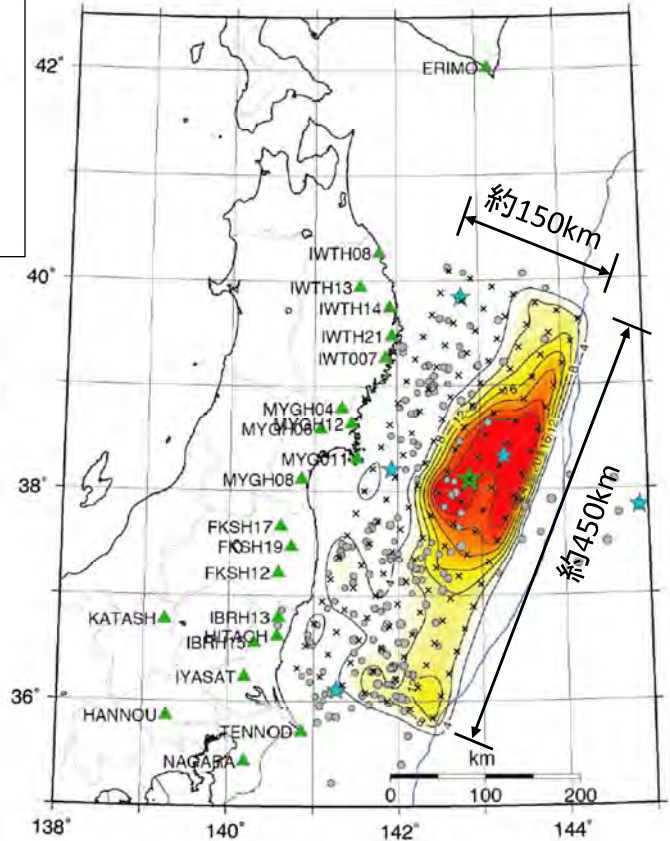 42°
ERIMO
約150km
IWTH08
40°
IWTH13
IWTH14
IWTH21
IWT007
MYGH04
MYGH12
MYGH06
MYG011
38°
MYGH08
約450km
FKSH17
FKSH19
FKSH12
KATASH
IBRH13
HITACH
IBRH15
IYASAT
36°
HANNOU
TENNOD
NAGARA
km
0 100 200
138° 140° 142° 144°